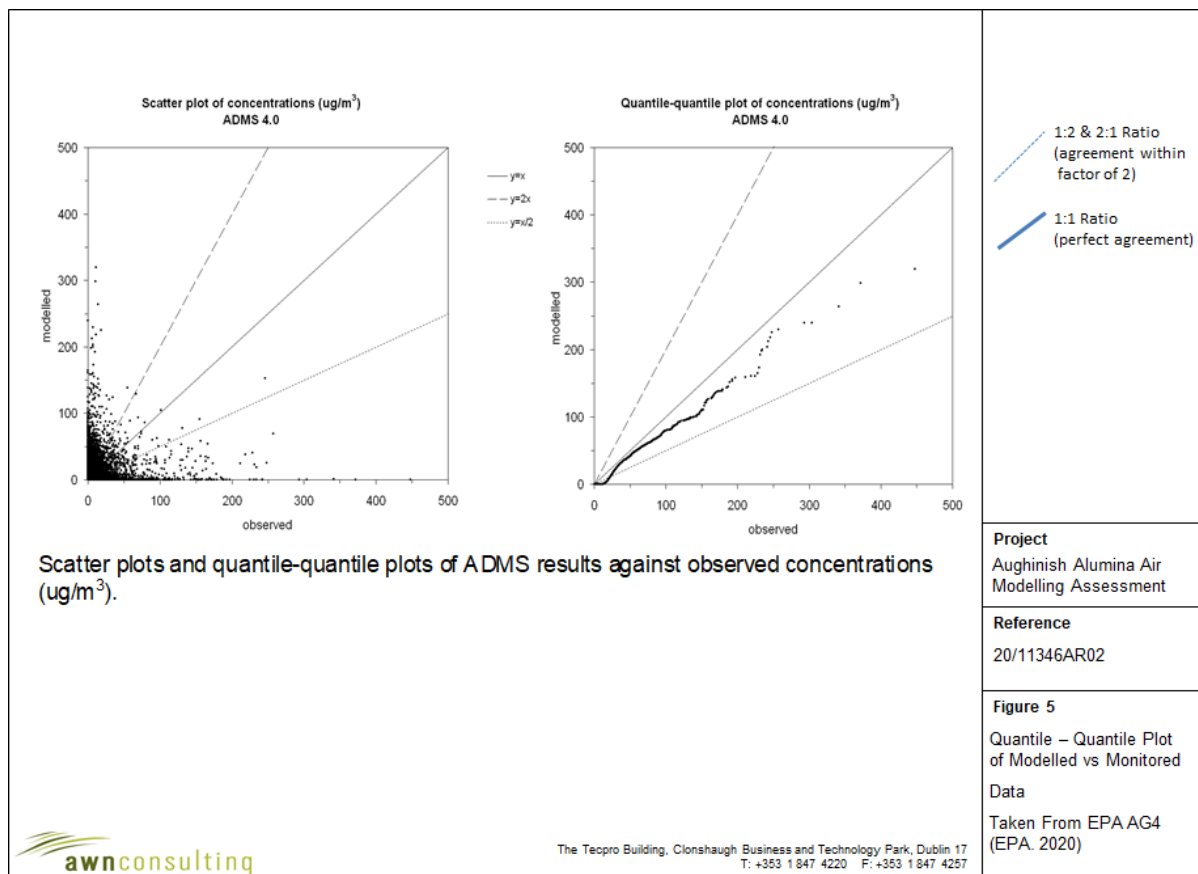 Scatter plot of concentrations (ug/m³)
ADMS 4.0
500
400
300
200
100
0
modelled
0 100 200 300 400 500
observed
y=x
y=2x
y=x/2
Quantile-quantile plot of concentrations (ug/m³)
ADMS 4.0
500
400
300
200
100
0
modelled
0 100 200 300 400 500
observed
Scatter plots and quantile-quantile plots of ADMS results against observed concentrations
(ug/m³).
1:2 & 2:1 Ratio
(agreement within
factor of 2)
1:1 Ratio
(perfect agreement)
Project
Aughinish Alumina Air
Modelling Assessment
Reference
20/11346AR02
Figure 5
Quantile – Quantile Plot
of Modelled vs Monitored
Data
Taken From EPA AG4
(EPA. 2020)
awnconsulting
The Tecpro Building, Clonshaugh Business and Technology Park, Dublin 17
T: +353 1 847 4220 F: +353 1 847 4257